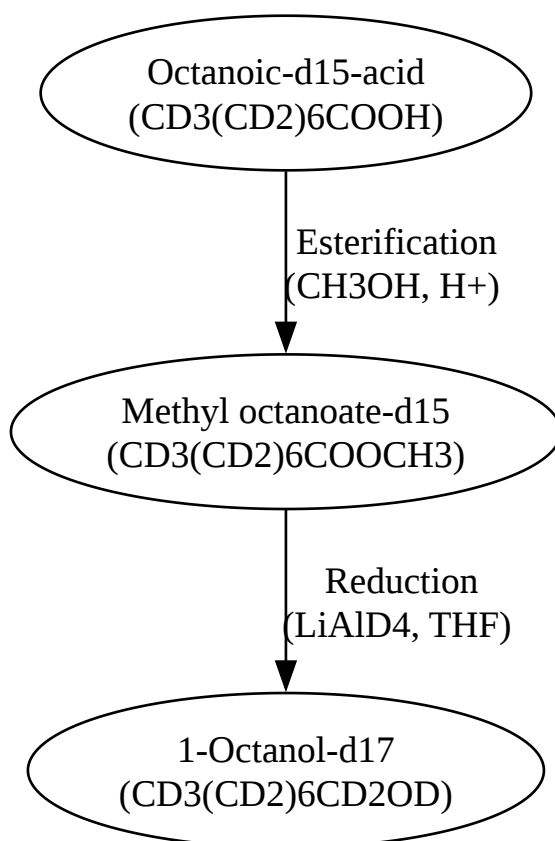 Octanoic-d15-acid
(CD3(CD2)6COOH)
Esterification
(CH3OH, H+)
Methyl octanoate-d15
(CD3(CD2)6COOCH3)
Reduction
(LiAlD4, THF)
1-Octanol-d17
(CD3(CD2)6CD2OD)